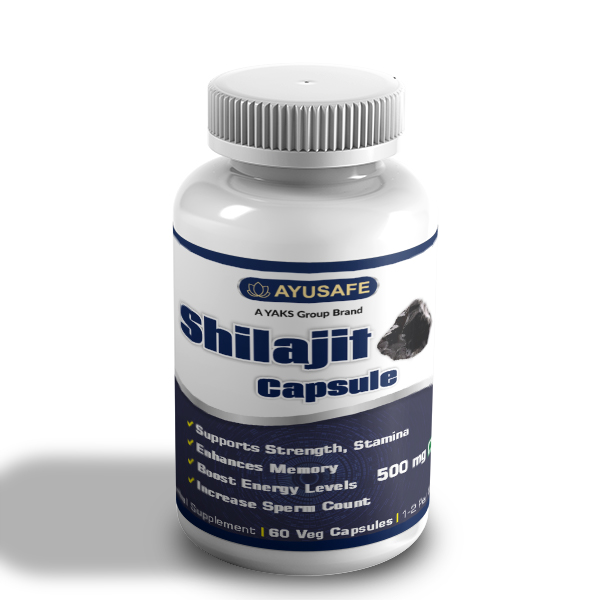 AYUSAFE
A YAKS Group Brand
Shilajit
Capsule
✓Supports Strength, Stamina
✓Enhances Memory
✓Boost Energy Levels
✓Increase Sperm Count
500 mg
Supplement | 60 Veg Capsules | 1-2